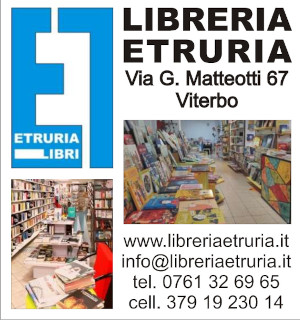 LIBRERIA
ETRURIA
Via G. Matteotti 67
Viterbo
ETRURIA
LIBRI
www.libreriaetruria.it
info@libreriaetruria.it
tel. 0761 32 69 65
cell. 379 19 230 14